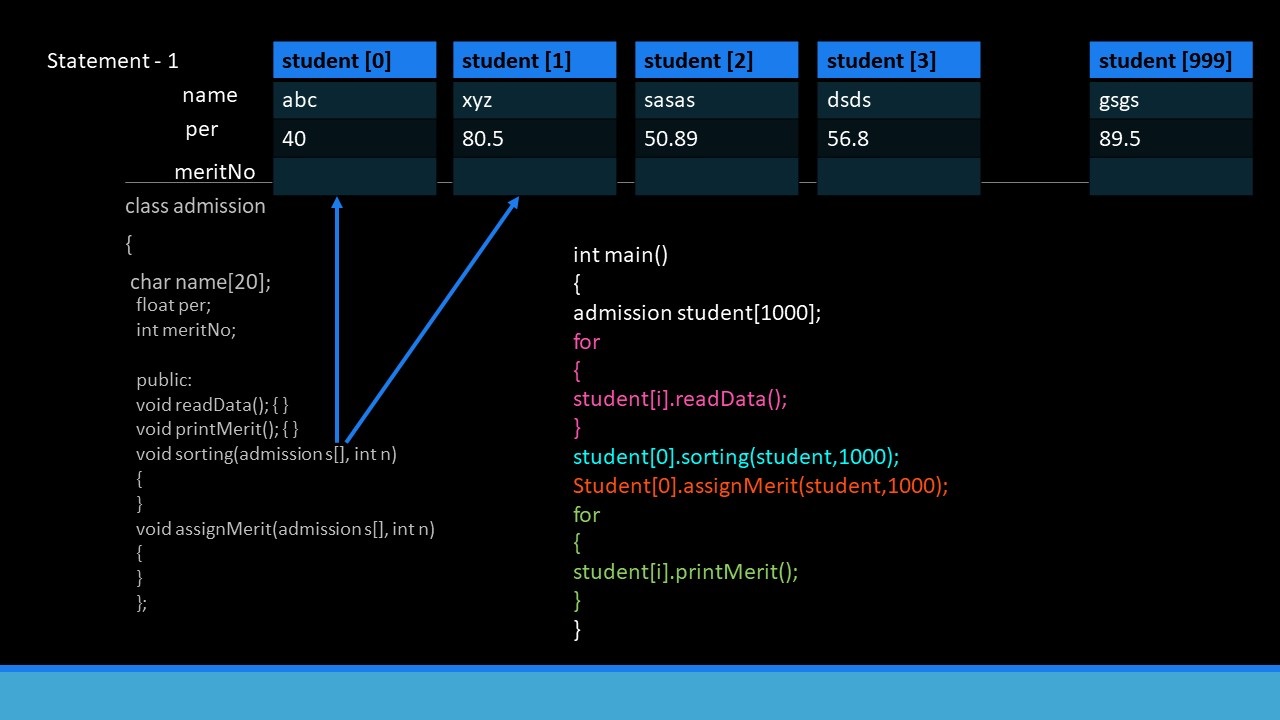 Statement - 1
student [0] student [1] student [2] student [3] student [999]
name abc xyz sasas dsds gsgs
per 40 80.5 50.89 56.8 89.5
meritNo
class admission
{
char name[20];
float per;
int meritNo;
public:
void readData(); { }
void printMerit(); { }
void sorting(admission s[], int n)
{
}
void assignMerit(admission s[], int n)
{
}
};
int main()
{
admission student[1000];
for
{
student[i].readData();
}
student[0].sorting(student,1000);
Student[0].assignMerit(student,1000);
for
{
student[i].printMerit();
}
}